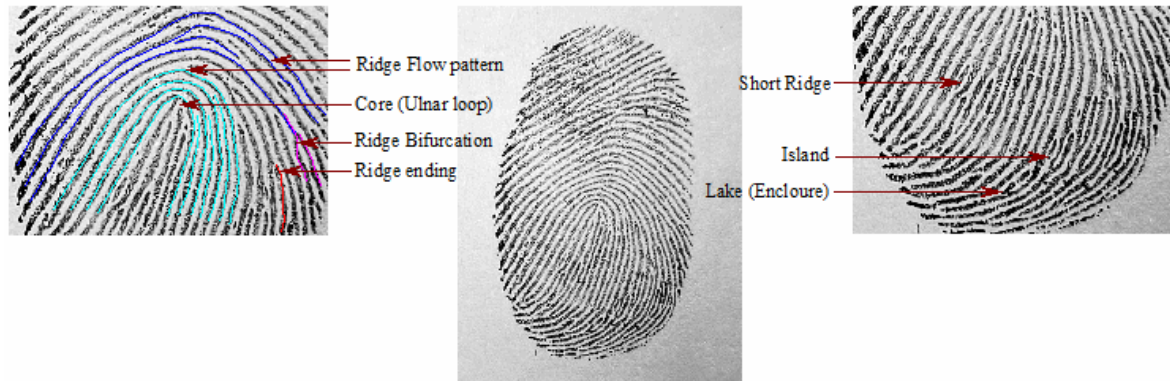 Ridge Flow pattern
Core (Ulnar loop)
Ridge Bifurcation
Ridge ending
Short Ridge
Island
Lake (Encloure)